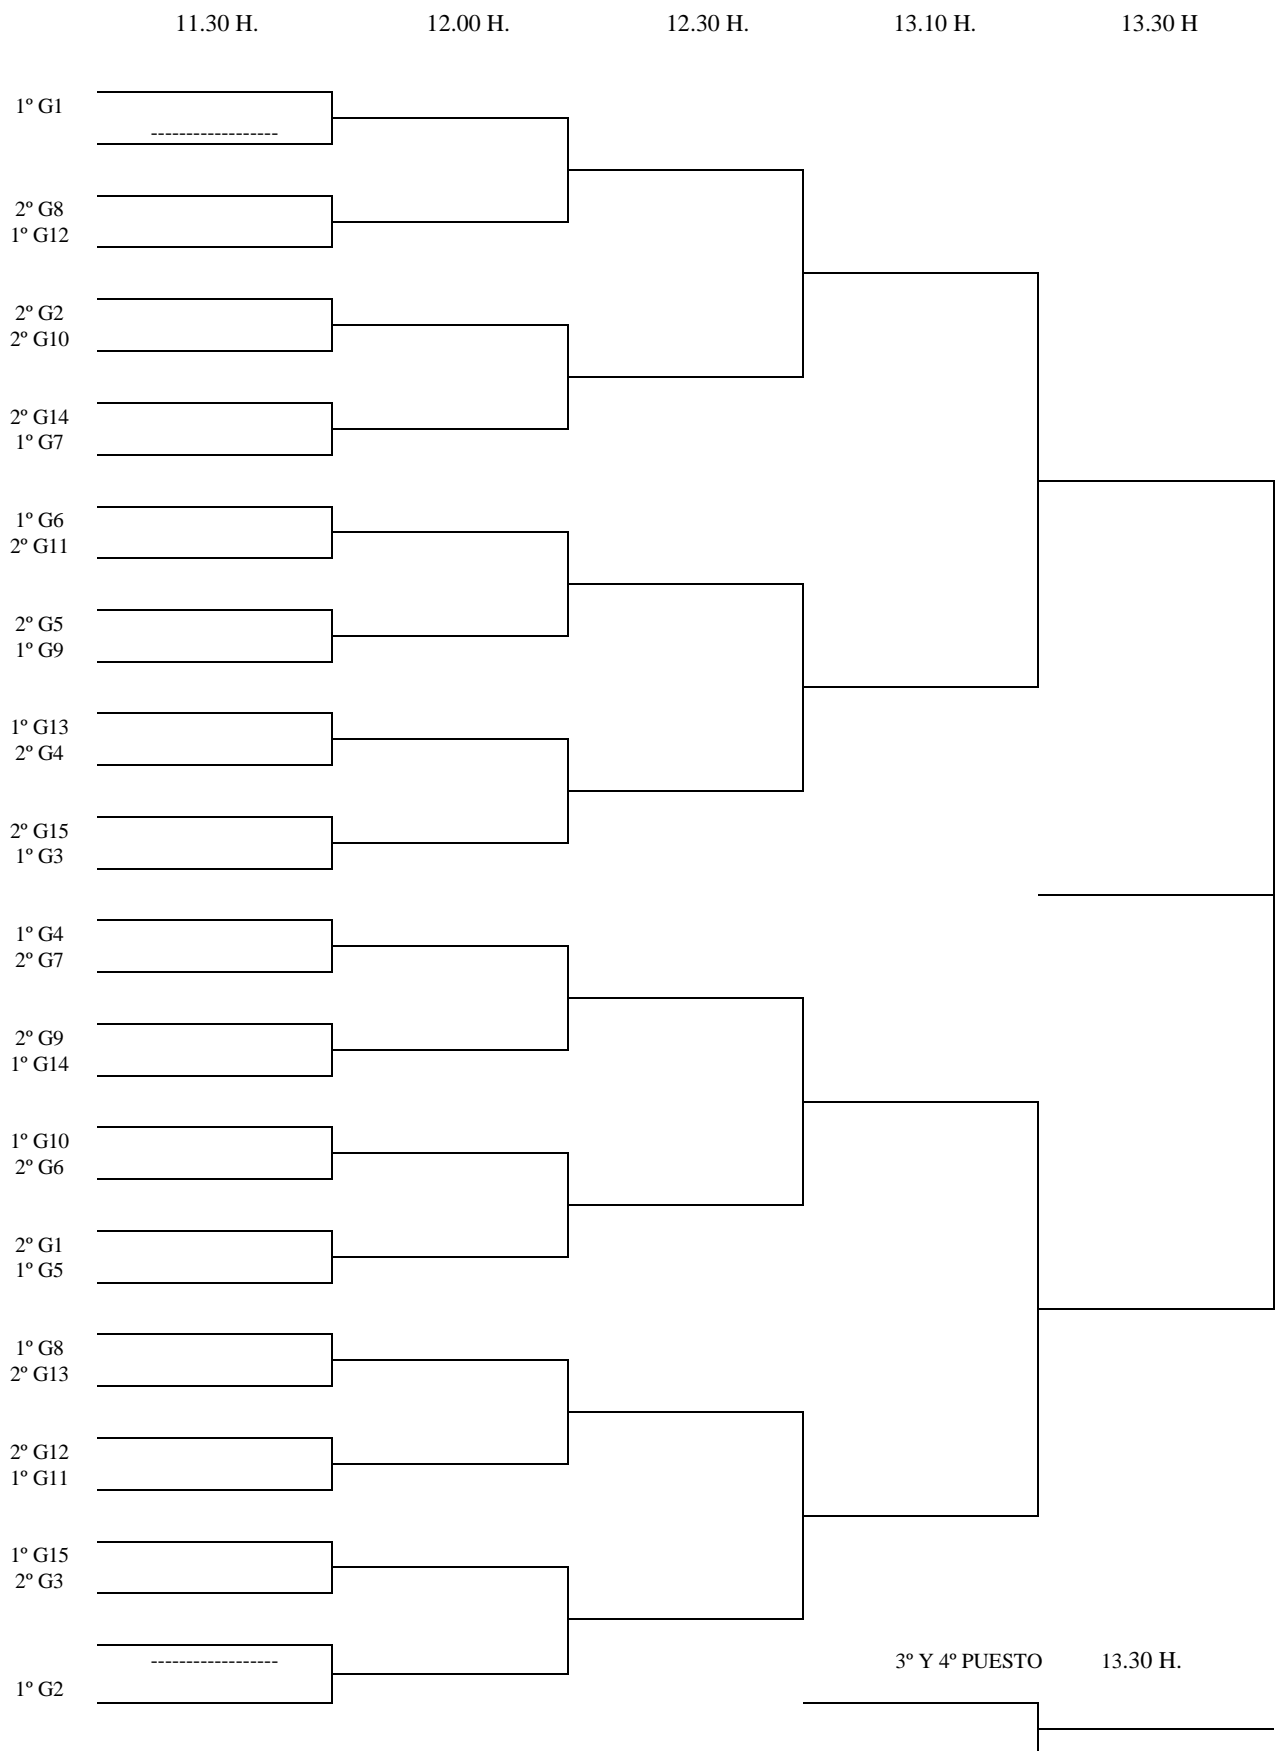 11.30 H. 12.00 H. 12.30 H. 13.10 H. 13.30 H
1º G1
------------------
2º G8
1º G12
2º G2
2º G10
2º G14
1º G7
1º G6
2º G11
2º G5
1º G9
1º G13
2º G4
2º G15
1º G3
1º G4
2º G7
2º G9
1º G14
1º G10
2º G6
2º G1
1º G5
1º G8
2º G13
2º G12
1º G11
1º G15
2º G3
------------------ 3º Y 4º PUESTO 13.30 H.
1º G2